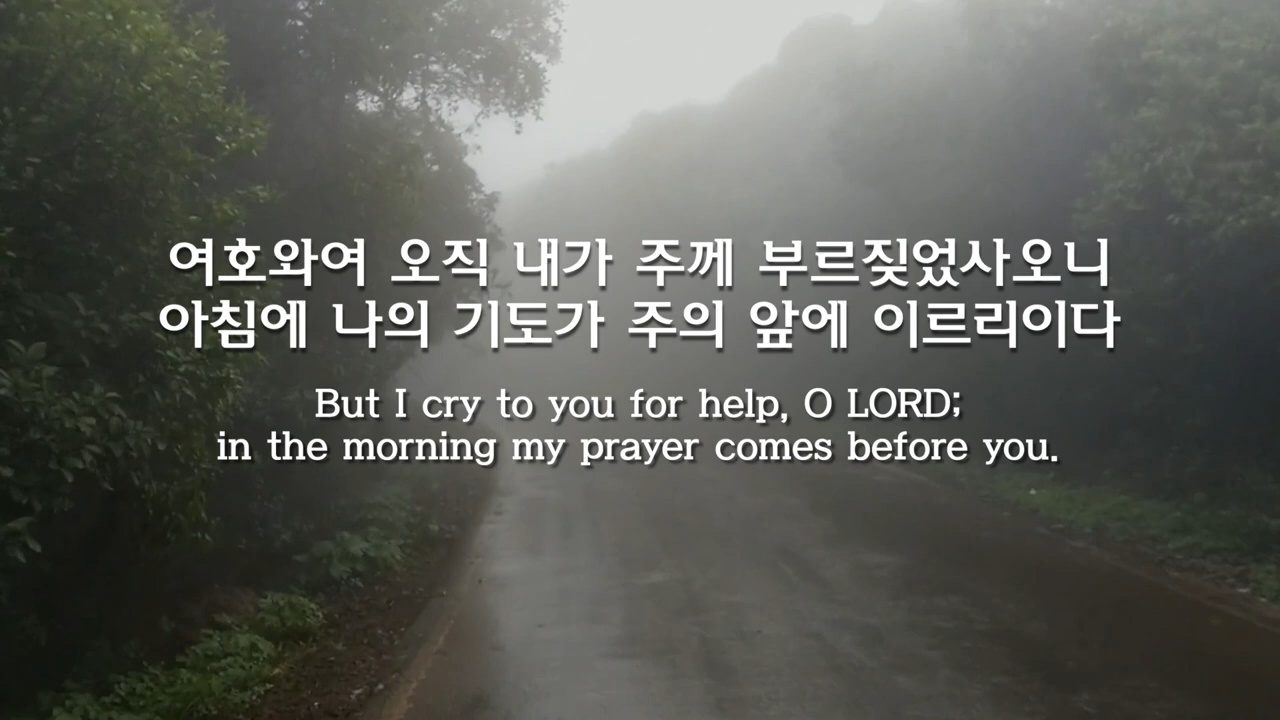 여호와여 오직 내가 주께 부르짖었사오니
아침에 나의 기도가 주의 앞에 이르리이다
But I cry to you for help, O LORD;
in the morning my prayer comes before you.